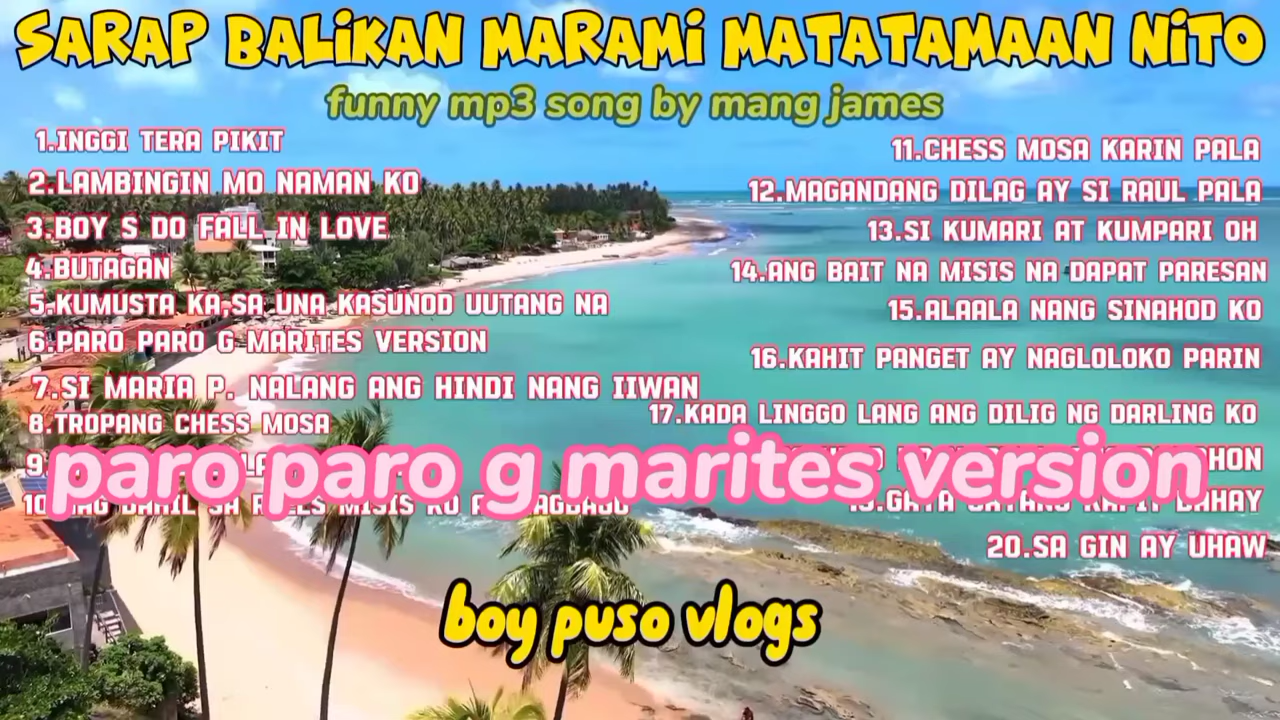 SARAP BALIKAN MARAMI MATATAMAAN NITO
funny mp3 song by mang james
1.INGGI TERA PIKIT
2.LAMBINGIN MO NAMAN KO
3.BOY S DO FALL IN LOVE
4.BUTAGAN
5.KUMUSTA KA,SA UNA KASUNOD UUTANG NA
6.PARO PARO G MARITES VERSION
7.SI MARIA P. NALANG ANG HINDI NANG IIWAN
8.TROPANG CHESS MOSA
9.
10. SA MISIS KO
11.CHESS MOSA KARIN PALA
12.MAGANDANG DILAG AY SI RAUL PALA
13.SI KUMARI AT KUMPARI OH
14.ANG BAIT NA MISIS NA DAPAT PARESAN
15.ALAALA NANG SINAHOD KO
16.KAHIT PANGET AY NAGLOLOKO PARIN
17.KADA LINGGO LANG ANG DILIG NG DARLING KO
20.SA GIN AY UHAW
paro paro g marites version
boy puso vlogs